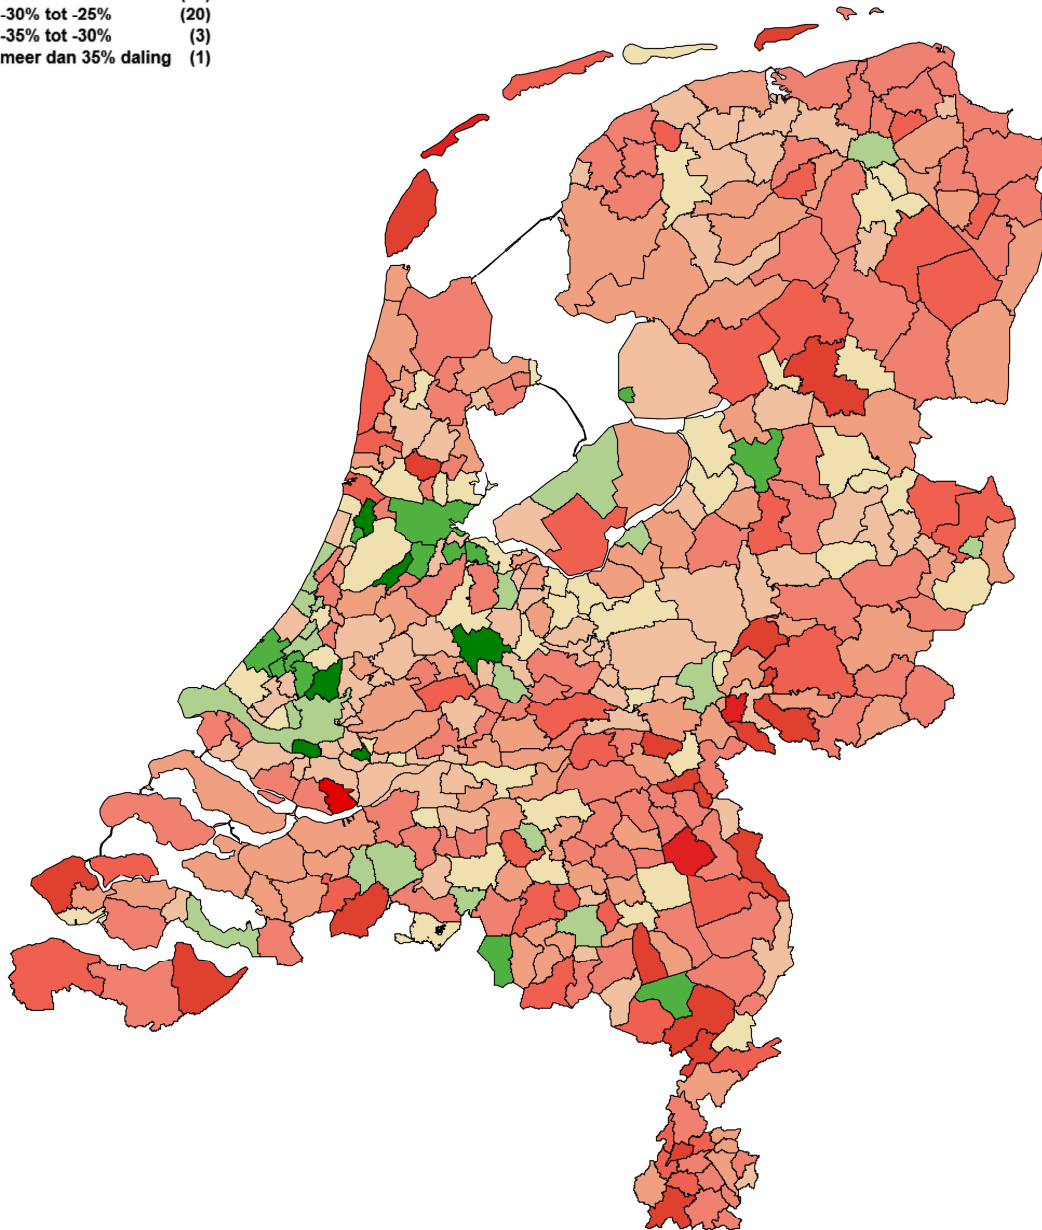 -30% tot -25% (20)
-35% tot -30% (3)
meer dan 35% daling (1)